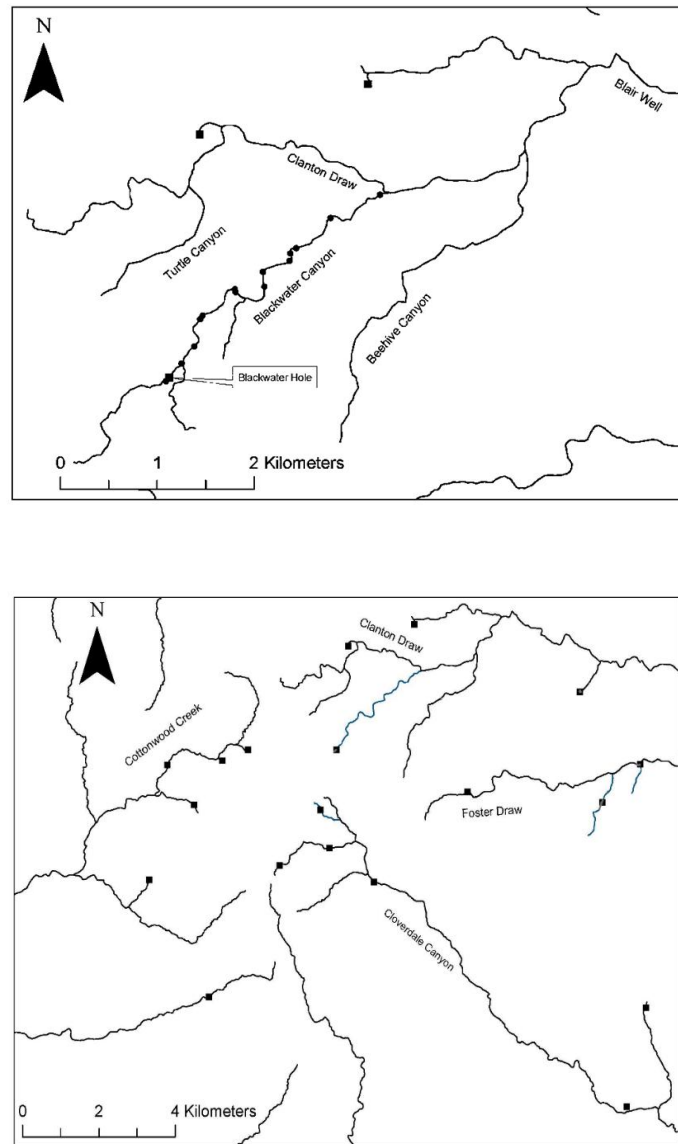 N
Blair Well
Clanton Draw
Turtle Canyon
Blackwater Canyon
Beehive Canyon
Blackwater Hole
0 1 2 Kilometers
N
Clanton Draw
Cottonwood Creek
Foster Draw
Cloverdale Canyon
0 2 4 Kilometers